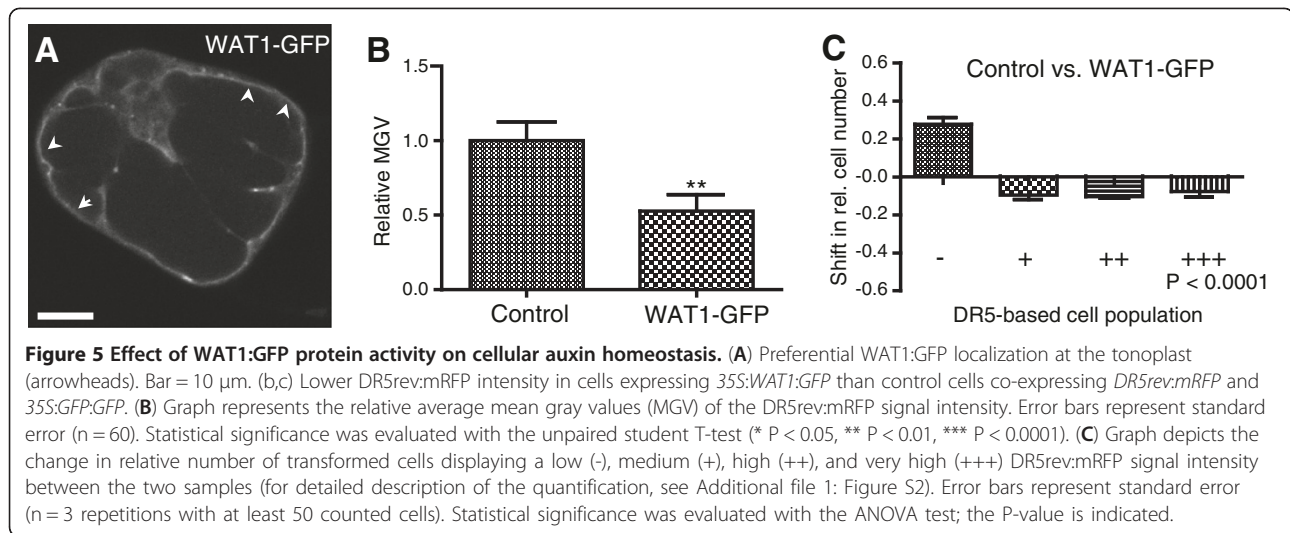 A
WAT1-GFP
B
1.5
1.0
0.5
0.0
Relative MGV
**
Control
WAT1-GFP
C
Control vs. WAT1-GFP
0.6
0.4
0.2
-0.0
-0.2
-0.4
-0.6
Shift in rel. cell number
- + ++ +++
P < 0.0001
DR5-based cell population
Figure 5 Effect of WAT1:GFP protein activity on cellular auxin homeostasis. (A) Preferential WAT1:GFP localization at the tonoplast
(arrowheads). Bar = 10 μm. (b,c) Lower DR5rev:mRFP intensity in cells expressing 35S:WAT1:GFP than control cells co-expressing DR5rev:mRFP and
35S:GFP:GFP. (B) Graph represents the relative average mean gray values (MGV) of the DR5rev:mRFP signal intensity. Error bars represent standard
error (n = 60). Statistical significance was evaluated with the unpaired student T-test (* P < 0.05, ** P < 0.01, *** P < 0.0001). (C) Graph depicts the
change in relative number of transformed cells displaying a low (-), medium (+), high (++), and very high (+++) DR5rev:mRFP signal intensity
between the two samples (for detailed description of the quantification, see Additional file 1: Figure S2). Error bars represent standard error
(n = 3 repetitions with at least 50 counted cells). Statistical significance was evaluated with the ANOVA test; the P-value is indicated.